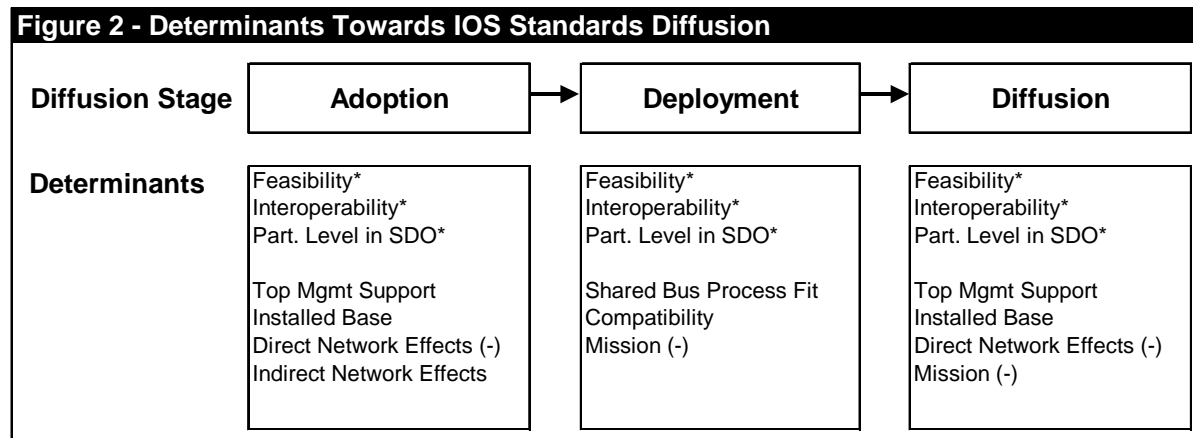 Figure 2 - Determinants Towards IOS Standards Diffusion
Diffusion Stage
Adoption
Deployment
Diffusion
Determinants
Feasibility*
Interoperability*
Part. Level in SDO*
Top Mgmt Support
Installed Base
Direct Network Effects (-)
Indirect Network Effects
Feasibility*
Interoperability*
Part. Level in SDO*
Shared Bus Process Fit
Compatibility
Mission (-)
Feasibility*
Interoperability*
Part. Level in SDO*
Top Mgmt Support
Installed Base
Direct Network Effects (-)
Mission (-)